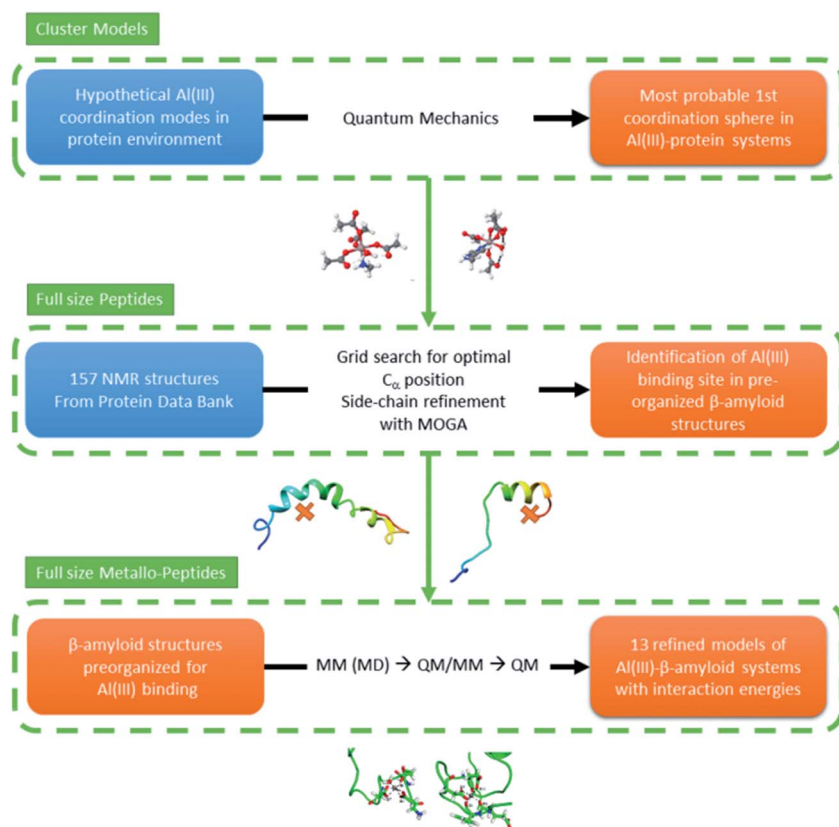 Cluster Models
Hypothetical Al(III)
coordination modes in
protein environment
Quantum Mechanics
Most probable 1st
coordination sphere in
Al(III)-protein systems
Full size Peptides
157 NMR structures
From Protein Data Bank
Grid search for optimal
Cα position
Side-chain refinement
with MOGA
Identification of Al(III)
binding site in pre-
organized β-amyloid
structures
Full size Metallo-Peptides
β-amyloid structures
preorganized for
Al(III) binding
MM (MD) → QM/MM → QM
13 refined models of
Al(III)-β-amyloid systems
with interaction energies